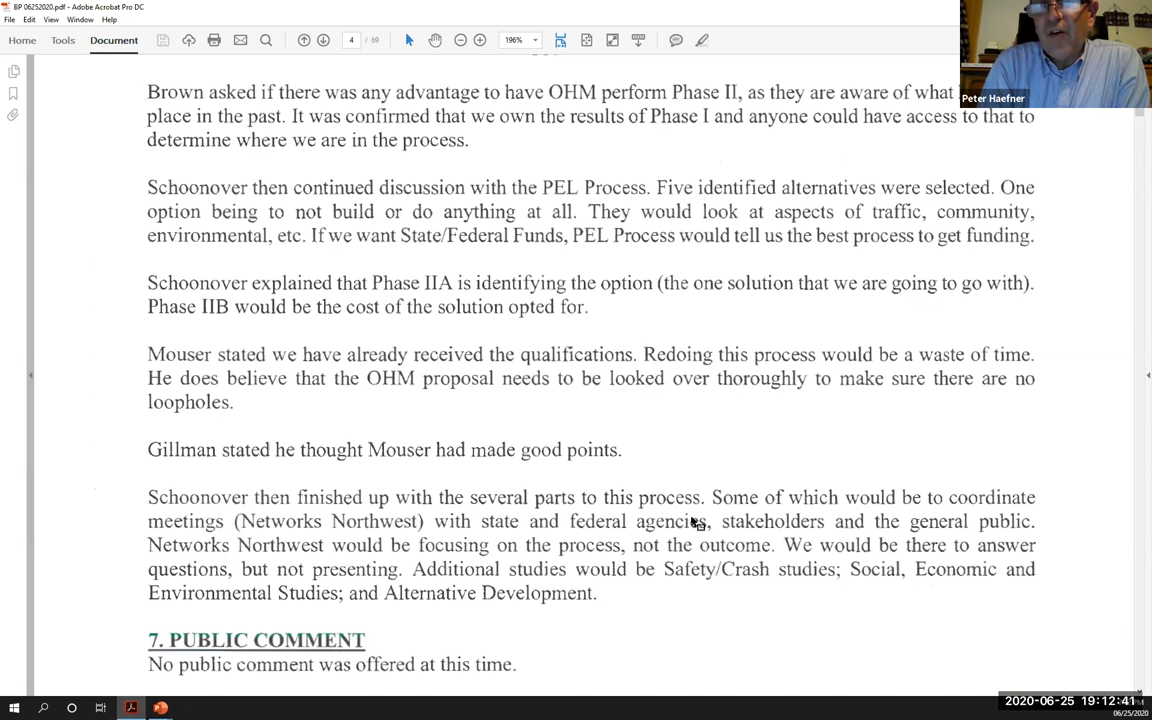 BP 06252020.pdf - Adobe Acrobat Pro DC
File Edit View Window Help
Home Tools Document 4 / 69 196%
Peter Haefner
Brown asked if there was any advantage to have OHM perform Phase II, as they are aware of what
place in the past. It was confirmed that we own the results of Phase I and anyone could have access to that to
determine where we are in the process.
Schoonover then continued discussion with the PEL Process. Five identified alternatives were selected. One
option being to not build or do anything at all. They would look at aspects of traffic, community,
environmental, etc. If we want State/Federal Funds, PEL Process would tell us the best process to get funding.
Schoonover explained that Phase IIA is identifying the option (the one solution that we are going to go with).
Phase IIB would be the cost of the solution opted for.
Mouser stated we have already received the qualifications. Redoing this process would be a waste of time.
He does believe that the OHM proposal needs to be looked over thoroughly to make sure there are no
loopholes.
Gillman stated he thought Mouser had made good points.
Schoonover then finished up with the several parts to this process. Some of which would be to coordinate
meetings (Networks Northwest) with state and federal agencies, stakeholders and the general public.
Networks Northwest would be focusing on the process, not the outcome. We would be there to answer
questions, but not presenting. Additional studies would be Safety/Crash studies; Social, Economic and
Environmental Studies; and Alternative Development.
7. PUBLIC COMMENT
No public comment was offered at this time.
2020-06-25 19:12:41
06/25/2020